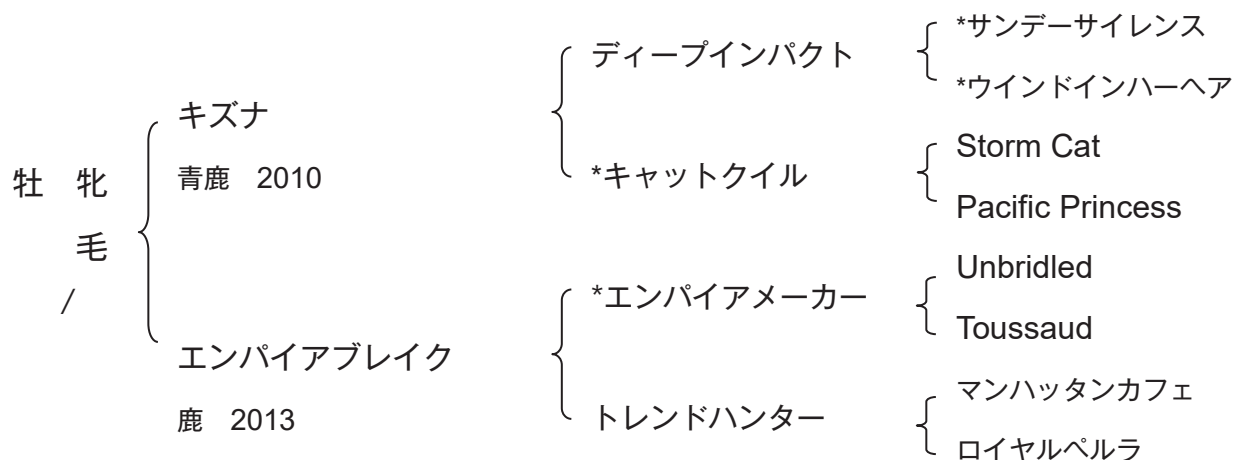 牡　牝
毛
/
キズナ
青鹿　2010
エンパイアブレイク
鹿　2013
ディープインパクト
*キャットクイル
*エンパイアメーカー
トレンドハンター
*サンデーサイレンス
*ウインドインハーヘア
Storm Cat
Pacific Princess
Unbridled
Toussaud
マンハッタンカフェ
ロイヤルペルラ